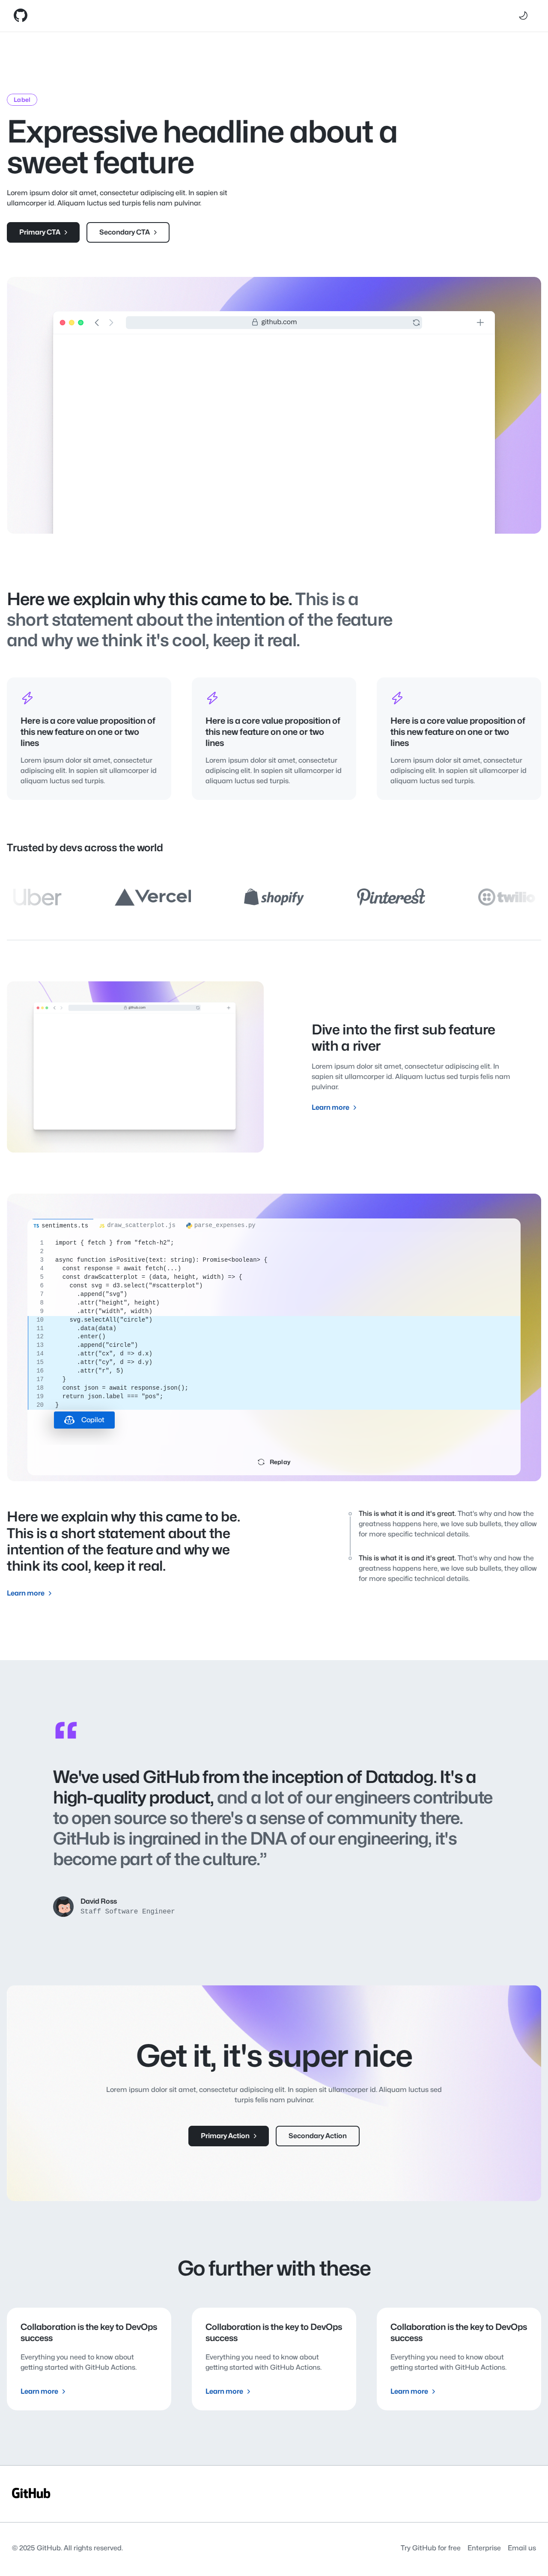 Label
Expressive headline about a
sweet feature
Lorem ipsum dolor sit amet, consectetur adipiscing elit. In sapien sit
ullamcorper id. Aliquam luctus sed turpis felis nam pulvinar.
Primary CTA
Secondary CTA
github.com
Here we explain why this came to be. This is a
short statement about the intention of the feature
and why we think it's cool, keep it real.
Here is a core value proposition of
this new feature on one or two
lines
Lorem ipsum dolor sit amet, consectetur
adipiscing elit. In sapien sit ullamcorper id
aliquam luctus sed turpis.
Here is a core value proposition of
this new feature on one or two
lines
Lorem ipsum dolor sit amet, consectetur
adipiscing elit. In sapien sit ullamcorper id
aliquam luctus sed turpis.
Here is a core value proposition of
this new feature on one or two
lines
Lorem ipsum dolor sit amet, consectetur
adipiscing elit. In sapien sit ullamcorper id
aliquam luctus sed turpis.
Trusted by devs across the world
Uber
Vercel
shopify
Pinterest
twilio
github.com
Dive into the first sub feature
with a river
Lorem ipsum dolor sit amet, consectetur adipiscing elit. In
sapien sit ullamcorper id. Aliquam luctus sed turpis felis nam
pulvinar.
Learn more
TS sentiments.ts
JS draw_scatterplot.js
parse_expenses.py
1 import { fetch } from "fetch-h2";
2
3 async function isPositive(text: string): Promise<boolean> {
4 const response = await fetch(...)
5 const drawScatterplot = (data, height, width) => {
6 const svg = d3.select("#scatterplot")
7 .append("svg")
8 .attr("height", height)
9 .attr("width", width)
10 svg.selectAll("circle")
11 .data(data)
12 .enter()
13 .append("circle")
14 .attr("cx", d => d.x)
15 .attr("cy", d => d.y)
16 .attr("r", 5)
17 }
18 const json = await response.json();
19 return json.label === "pos";
20 }
Copilot
Replay
Here we explain why this came to be.
This is a short statement about the
intention of the feature and why we
think its cool, keep it real.
Learn more
This is what it is and it's great. That's why and how the
greatness happens here, we love sub bullets, they allow
for more specific technical details.
This is what it is and it's great. That's why and how the
greatness happens here, we love sub bullets, they allow
for more specific technical details.
“
We've used GitHub from the inception of Datadog. It's a
high-quality product, and a lot of our engineers contribute
to open source so there's a sense of community there.
GitHub is ingrained in the DNA of our engineering, it's
become part of the culture.”
David Ross
Staff Software Engineer
Get it, it's super nice
Lorem ipsum dolor sit amet, consectetur adipiscing elit. In sapien sit ullamcorper id. Aliquam luctus sed
turpis felis nam pulvinar.
Primary Action
Secondary Action
Go further with these
Collaboration is the key to DevOps
success
Everything you need to know about
getting started with GitHub Actions.
Learn more
Collaboration is the key to DevOps
success
Everything you need to know about
getting started with GitHub Actions.
Learn more
Collaboration is the key to DevOps
success
Everything you need to know about
getting started with GitHub Actions.
Learn more
GitHub
© 2025 GitHub. All rights reserved.
Try GitHub for free
Enterprise
Email us